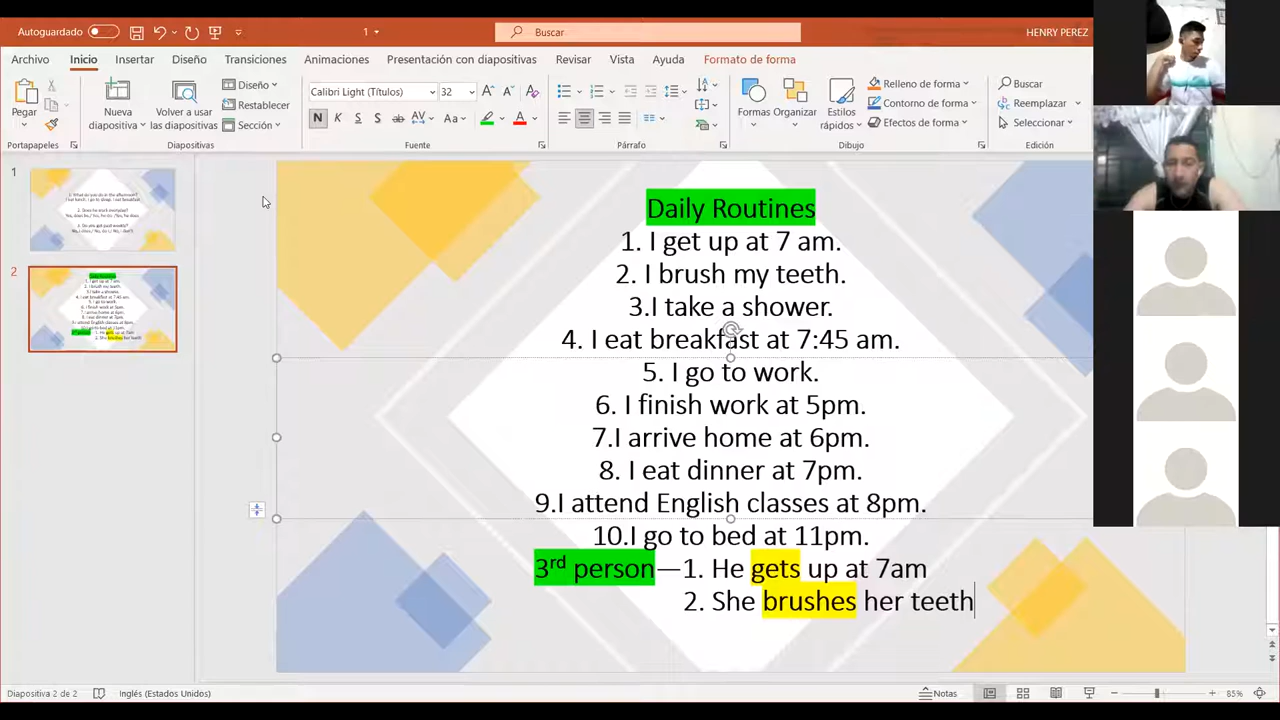 Autoguardado
1
Buscar
HENRY PEREZ
Archivo Inicio Insertar Diseño Transiciones Animaciones Presentación con diapositivas Revisar Vista Ayuda Formato de forma
Pegar
Portapapeles
Nueva diapositiva
Volver a usar las diapositivas
Diseño
Restablecer
Sección
Diapositivas
Calibri Light (Títulos) 32
N I S S ab AV Aa A
Fuente
Párrafo
Formas Organizar Estilos rápidos
Relleno de forma
Contorno de forma
Efectos de forma
Dibujo
Buscar
Reemplazar
Seleccionar
Edición
1
2
Daily Routines
1. I get up at 7 am.
2. I brush my teeth.
3.I take a shower.
4. I eat breakfast at 7:45 am.
5. I go to work.
6. I finish work at 5pm.
7.I arrive home at 6pm.
8. I eat dinner at 7pm.
9.I attend English classes at 8pm.
10.I go to bed at 11pm.
3rd person—1. He gets up at 7am
2. She brushes her teeth
Diapositiva 2 de 2 Inglés (Estados Unidos) Notas 85%